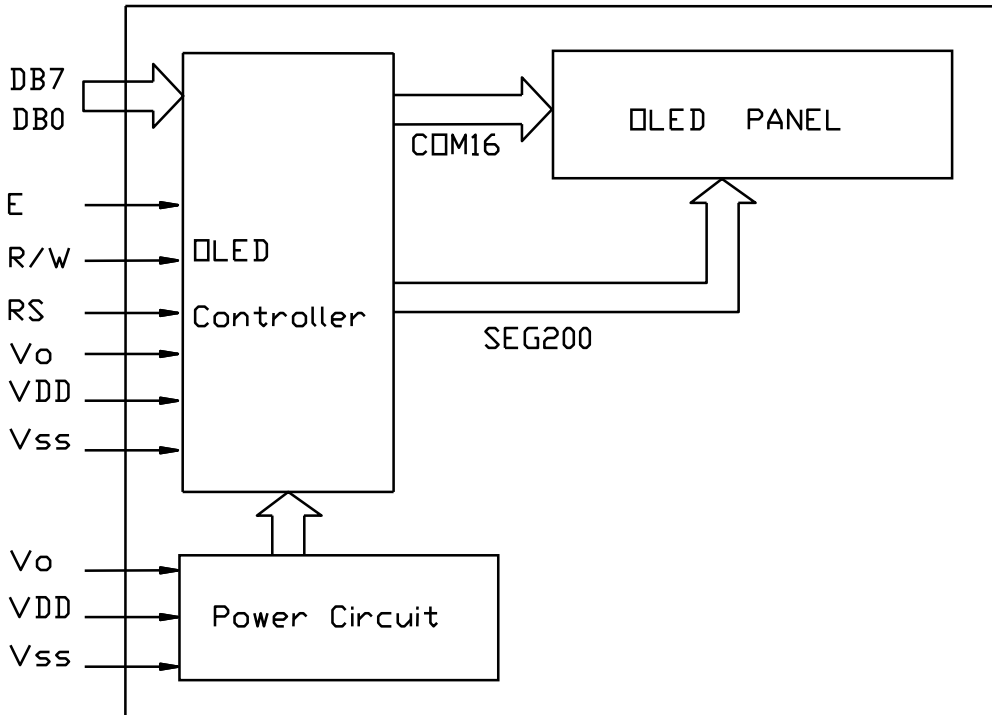 DB7
DB0
OLED PANEL
COM16
E
R/W
OLED
RS
Controller
SEG200
Vo
VDD
Vss
Vo
VDD
Power Circuit
Vss